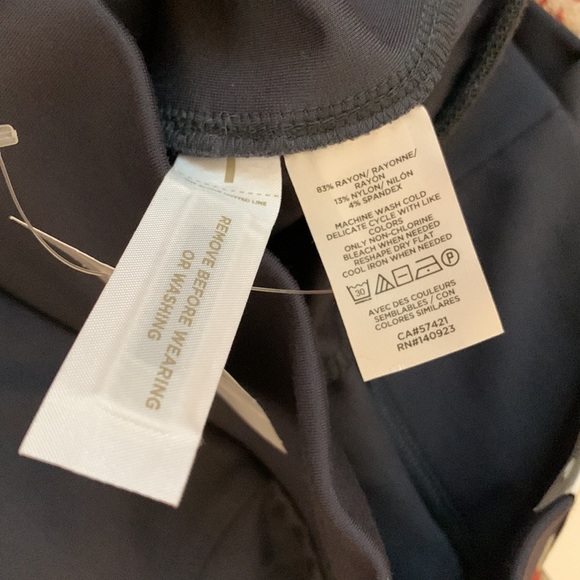 REMOVE BEFORE WEARING
OR WASHING
83% RAYON/ RAYONNE/
RAYÓN
13% NYLON/ NILÓN
4% SPANDEX
MACHINE WASH COLD
DELICATE CYCLE WITH LIKE
COLORS
ONLY NON-CHLORINE
BLEACH WHEN NEEDED
RESHAPE DRY FLAT
COOL IRON WHEN NEEDED
30 P
AVEC DES COULEURS
SEMBLABLES / CON
COLORES SIMILARES
CA#57421
RN#140923